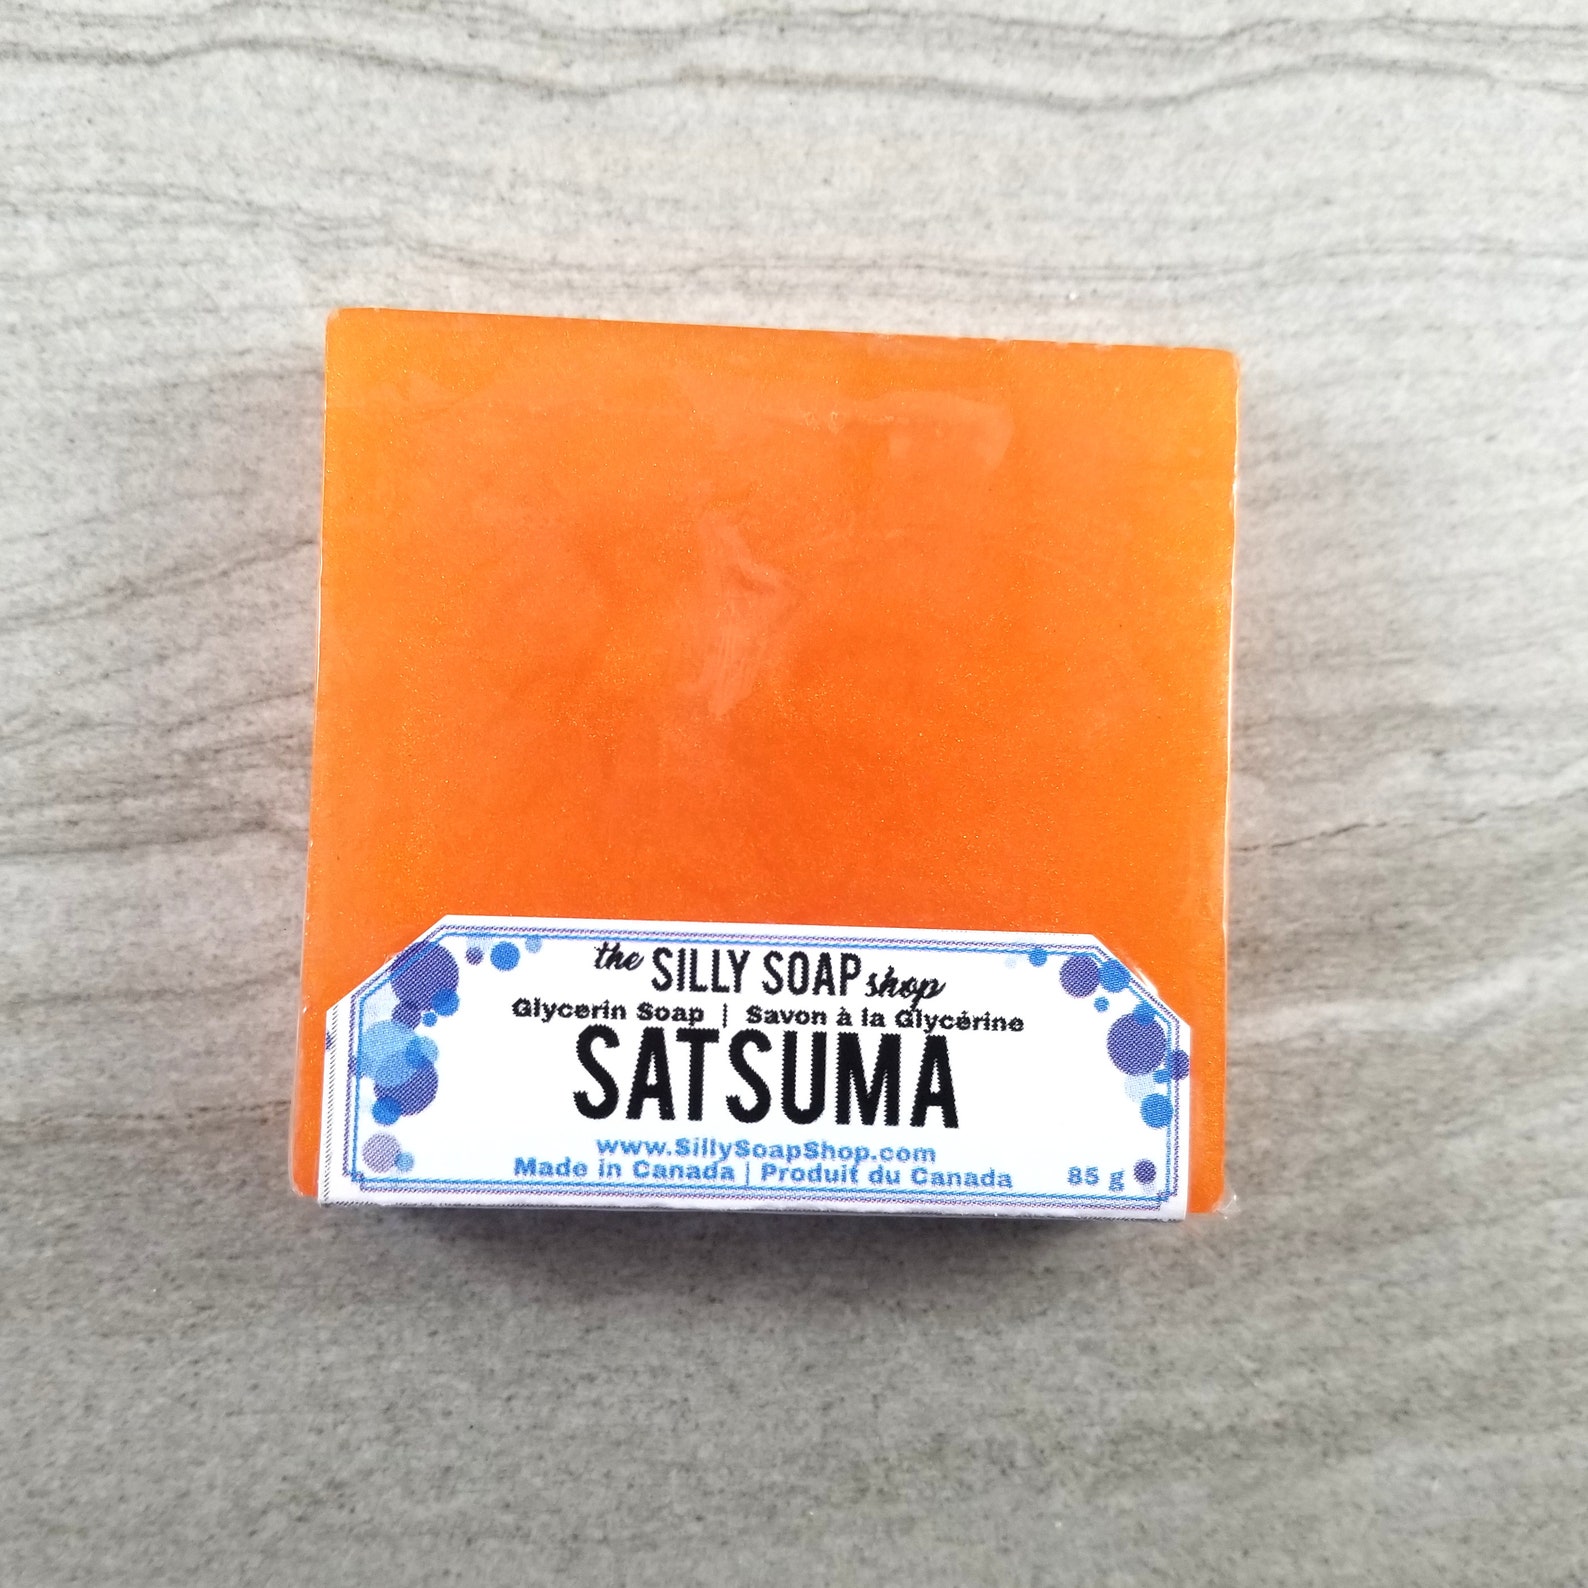 the SILLY SOAP shop
Glycerin Soap | Savon à la Glycérine
SATSUMA
www.SillySoapShop.com
Made in Canada | Produit du Canada
85 g